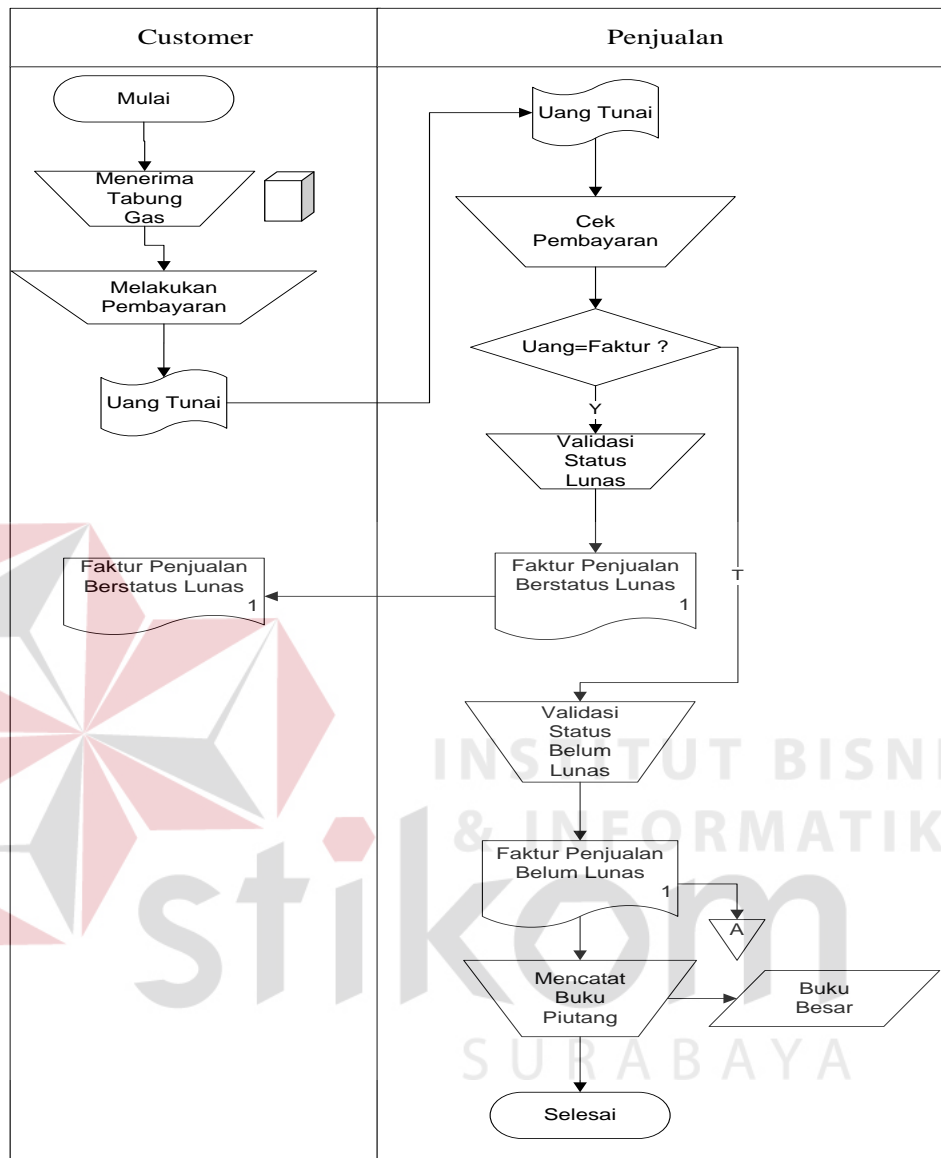 Customer
Penjualan
Mulai
Menerima
Tabung
Gas
Melakukan
Pembayaran
Uang Tunai
Uang Tunai
Cek
Pembayaran
Uang=Faktur ?
Y
T
Validasi
Status
Lunas
Faktur Penjualan
Berstatus Lunas
1
Faktur Penjualan
Berstatus Lunas
1
Validasi
Status
Belum
Lunas
Faktur Penjualan
Belum Lunas
1
A
Mencatat
Buku
Piutang
Buku
Besar
Selesai
INSTITUT BISNI
& INFORMATIK
stikom
SURABAYA